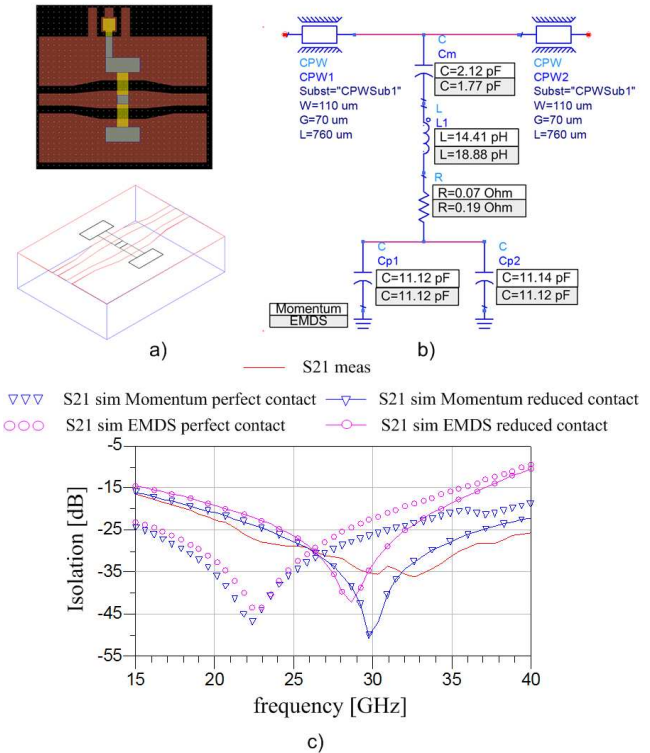 C
Cm
CPW
CPW1
Subst="CPWSub1"
W=110 um
G=70 um
L=760 um
C=2.12 pF
C=1.77 pF
CPW
CPW2
Subst="CPWSub1"
W=110 um
G=70 um
L=760 um
L
L1
L=14.41 pH
L=18.88 pH
R
R=0.07 Ohm
R=0.19 Ohm
C
Cp1
C=11.12 pF
C=11.12 pF
C
Cp2
C=11.14 pF
C=11.12 pF
Momentum
EMDS
a)
b)
S21 meas
S21 sim Momentum perfect contact
S21 sim Momentum reduced contact
S21 sim EMDS perfect contact
S21 sim EMDS reduced contact
Isolation [dB]
-5
-15
-25
-35
-45
-55
15 20 25 30 35 40
frequency [GHz]
c)